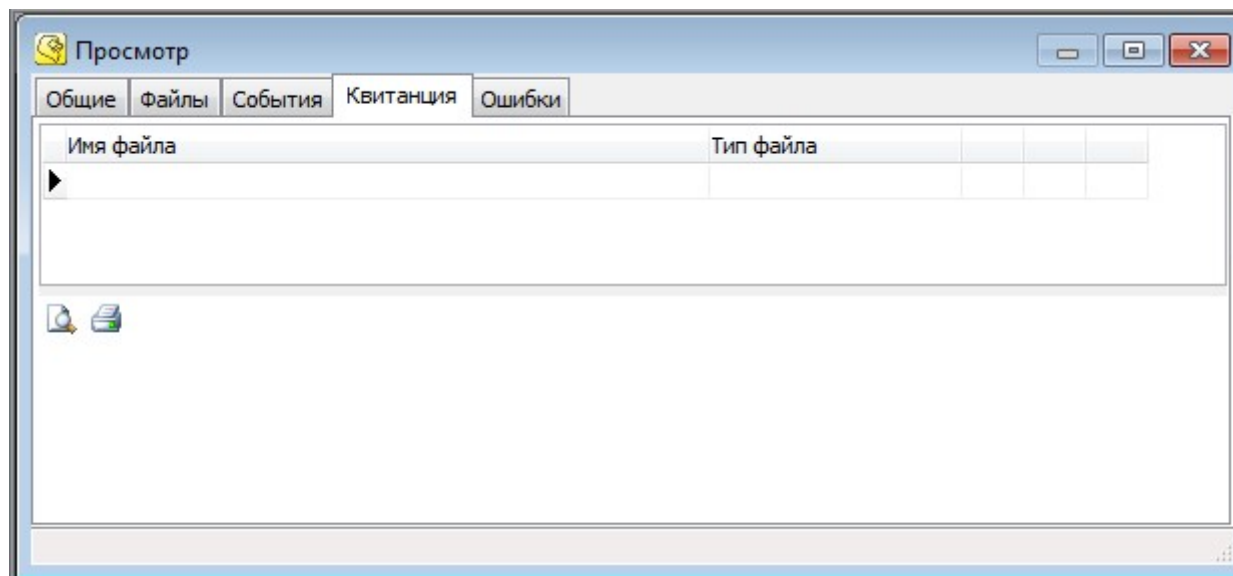 Просмотр
Общие Файлы События Квитанция Ошибки
Имя файла Тип файла